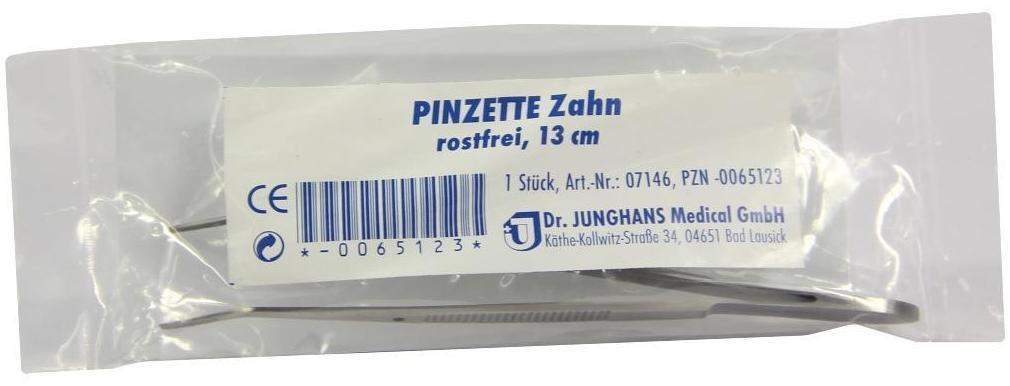 PINZETTE Zahn
rostfrei, 13 cm
CE
*-0065123*
1 Stück, Art.-Nr.: 07146, PZN -0065123
Dr. JUNGHANS Medical GmbH
Käthe-Kollwitz-Straße 34, 04651 Bad Lausick